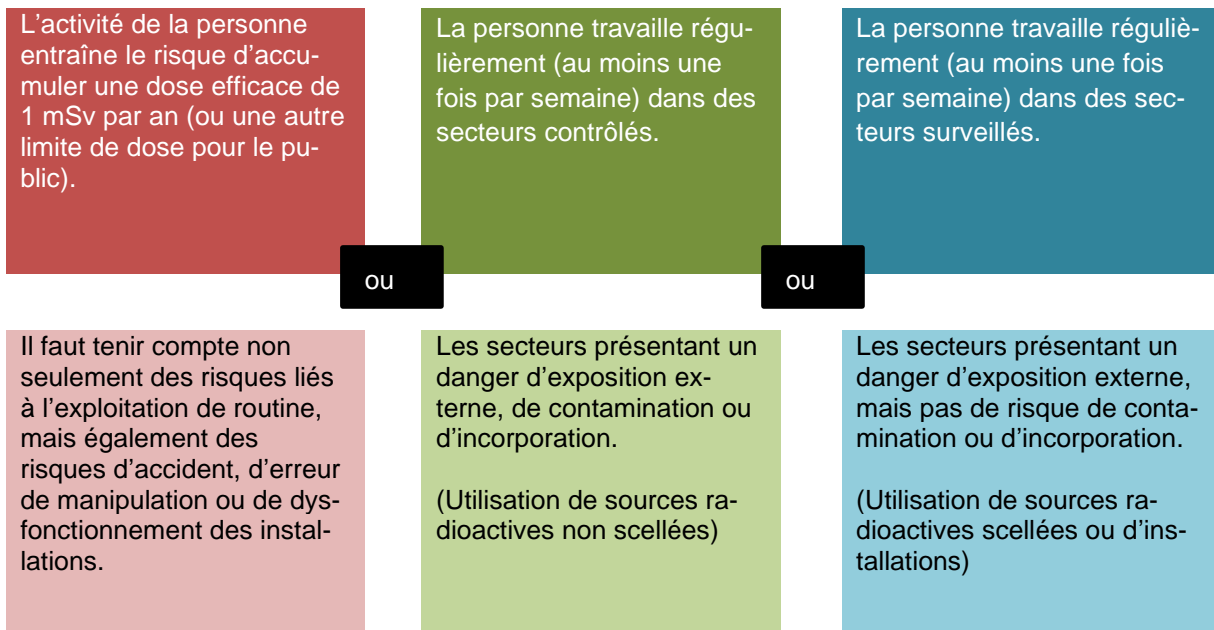 L’activité de la personne
entraîne le risque d’accu-
muler une dose efficace de
1 mSv par an (ou une autre
limite de dose pour le pu-
blic).
ou
La personne travaille régu-
lièrement (au moins une
fois par semaine) dans des
secteurs contrôlés.
ou
La personne travaille réguliè-
rement (au moins une fois
par semaine) dans des sec-
teurs surveillés.
Il faut tenir compte non
seulement des risques liés
à l’exploitation de routine,
mais également des
risques d’accident, d’erreur
de manipulation ou de dys-
fonctionnement des instal-
lations.
Les secteurs présentant un
danger d’exposition ex-
terne, de contamination ou
d’incorporation.
(Utilisation de sources ra-
dioactives non scellées)
Les secteurs présentant un
danger d’exposition externe,
mais pas de risque de conta-
mination ou d’incorporation.
(Utilisation de sources ra-
dioactives scellées ou d’ins-
tallations)